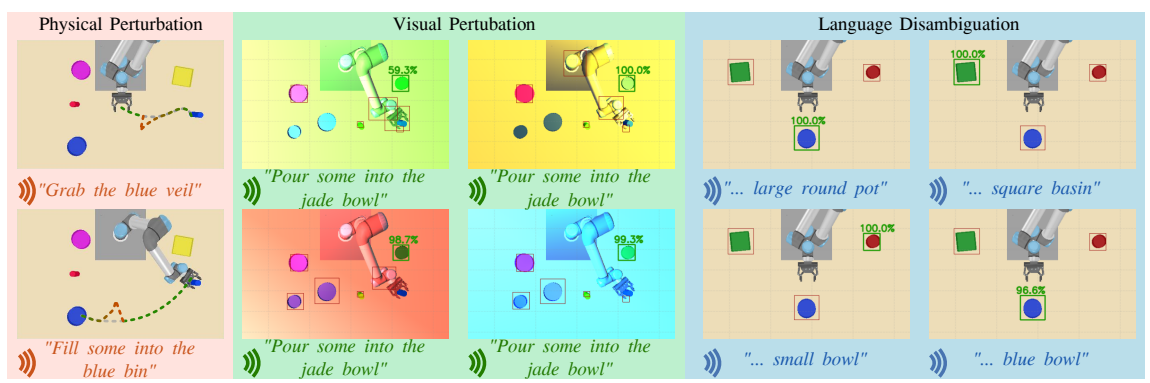 Physical Perturbation
Visual Pertubation
Language Disambiguation
59.3%
100.0%
100.0%
100.0%
"Grab the blue veil"
"Pour some into the
jade bowl"
"Pour some into the
jade bowl"
"... large round pot"
"... square basin"
98.7%
99.3%
100.0%
96.6%
"Fill some into the
blue bin"
"Pour some into the
jade bowl"
"Pour some into the
jade bowl"
"... small bowl"
"... blue bowl"